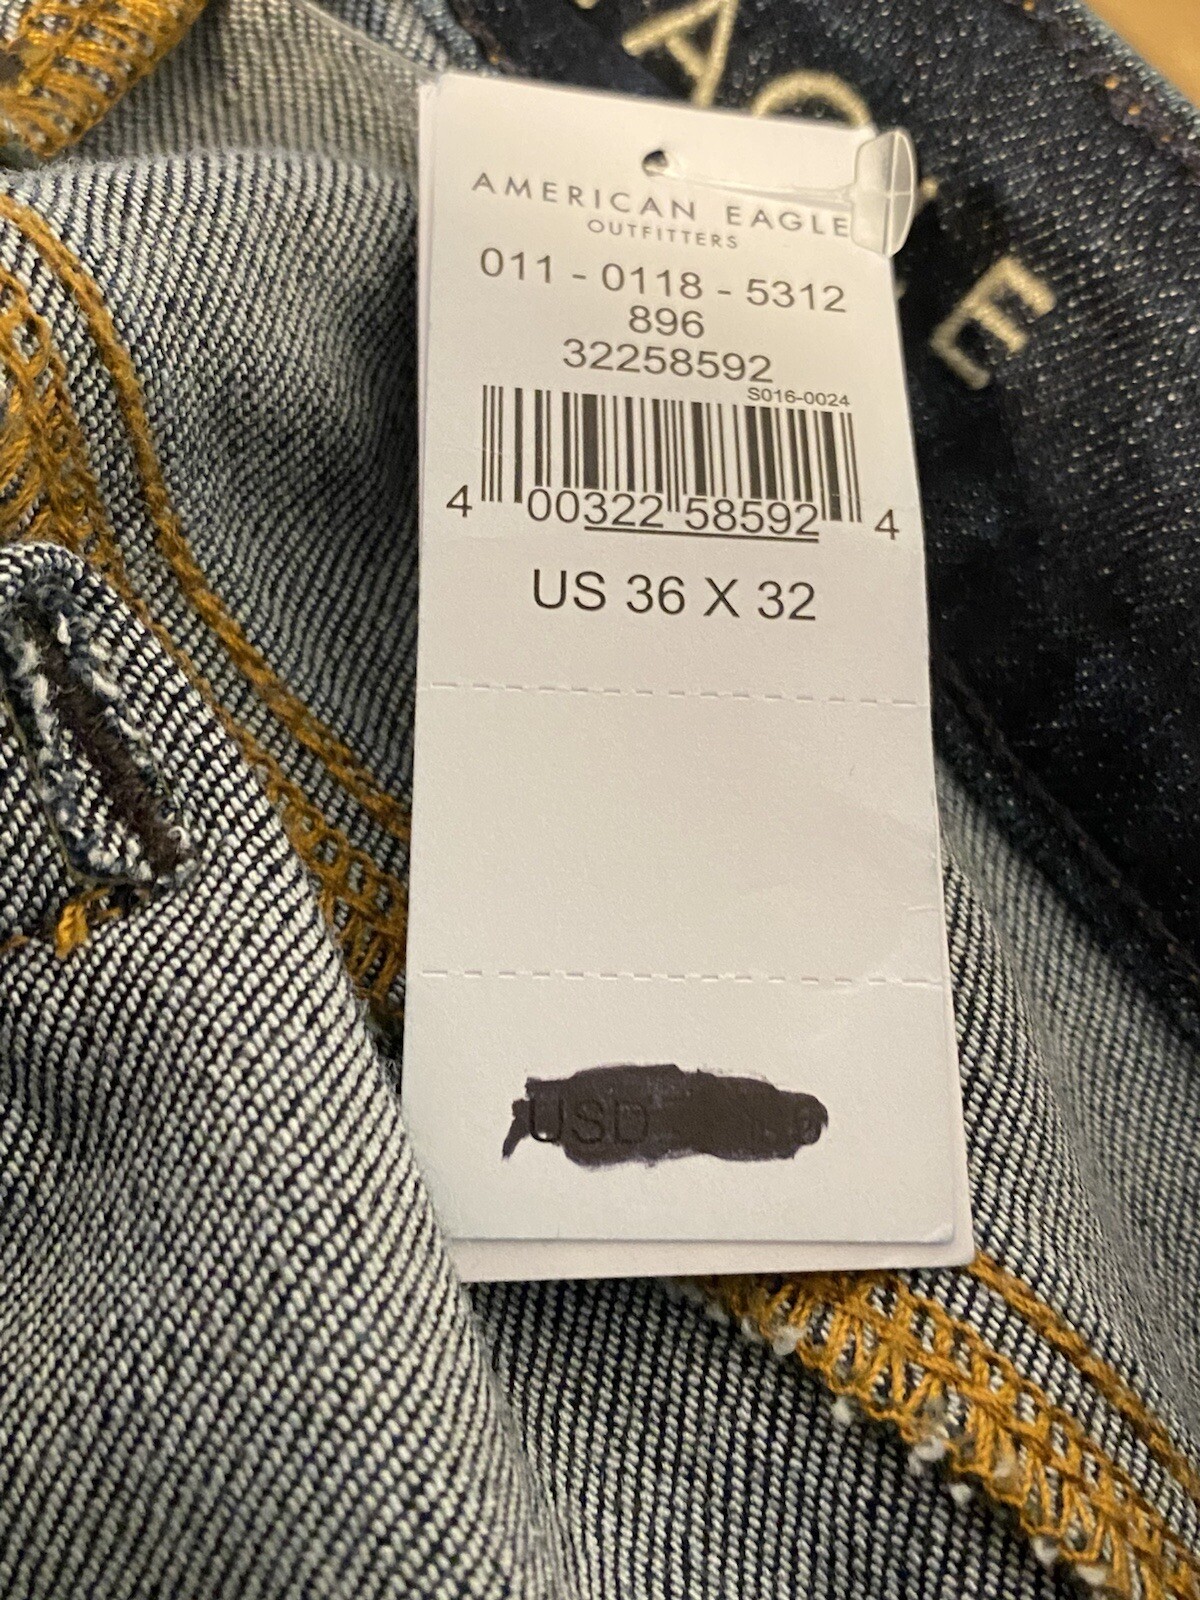 AMERICAN EAGLE
OUTFITTERS
011 - 0118 - 5312
896
32258592
S016-0024
4 00322 58592 4
US 36 X 32
USD